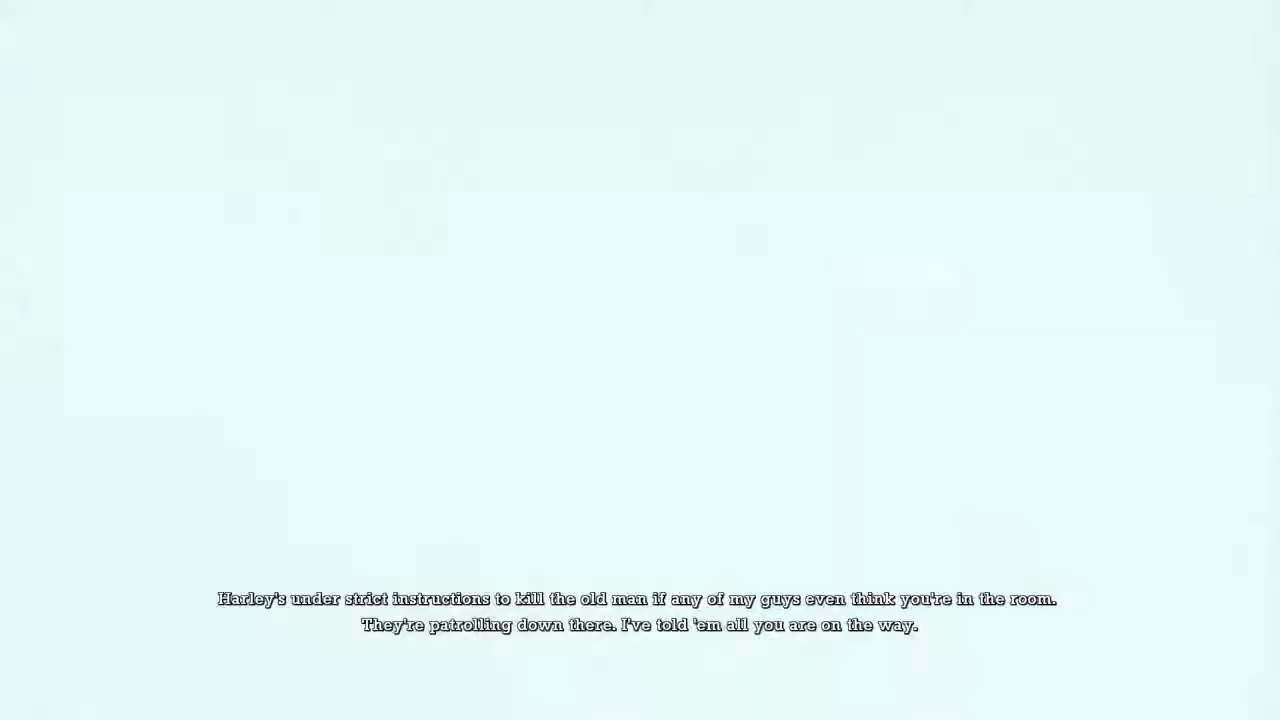 Harley's under strict instructions to kill the old man if any of my guys even think you're in the room.
They're patrolling down there. I've told 'em all you are on the way.